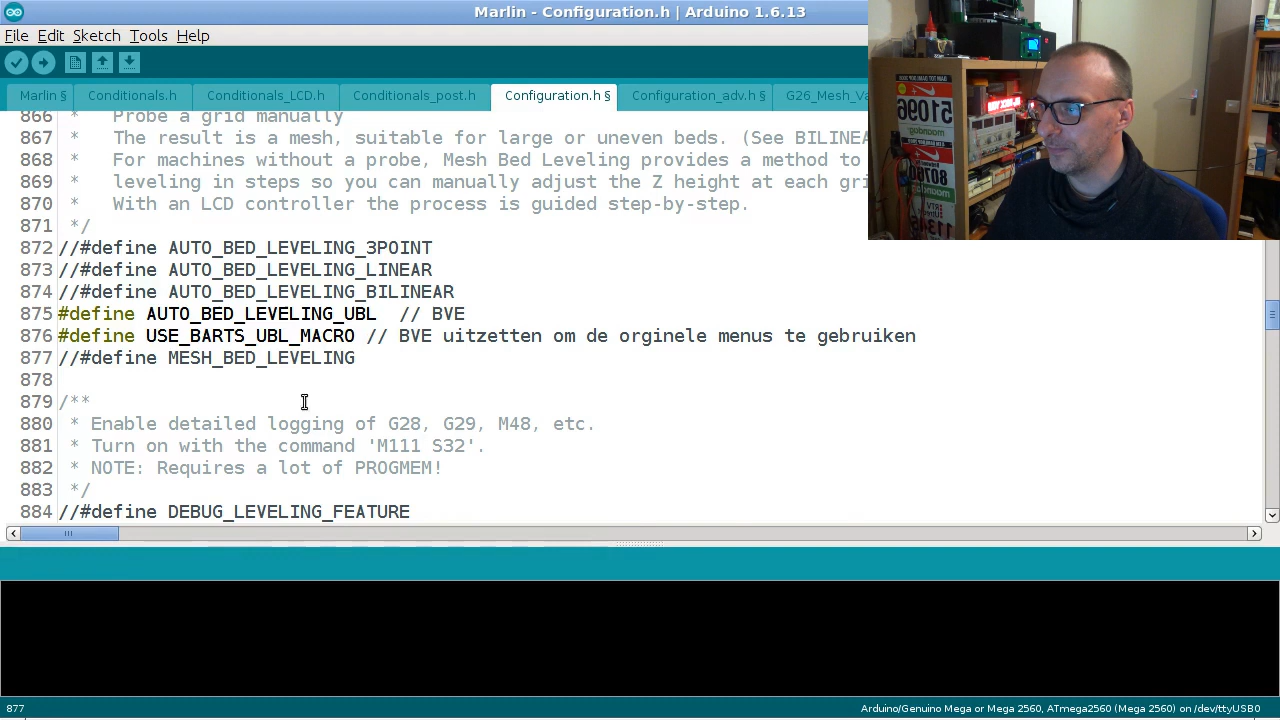 Marlin - Configuration.h | Arduino 1.6.13
File Edit Sketch Tools Help
Marlin § Conditionals.h Conditionals_LCD.h Conditionals_post.h Configuration.h § Configuration_adv.h § G26_Mesh_Va
866 * Probe a grid manually
867 * The result is a mesh, suitable for large or uneven beds. (See BILINEA
868 * For machines without a probe, Mesh Bed Leveling provides a method to
869 * leveling in steps so you can manually adjust the Z height at each gri
870 * With an LCD controller the process is guided step-by-step.
871 */
872 //#define AUTO_BED_LEVELING_3POINT
873 //#define AUTO_BED_LEVELING_LINEAR
874 //#define AUTO_BED_LEVELING_BILINEAR
875 #define AUTO_BED_LEVELING_UBL // BVE
876 #define USE_BARTS_UBL_MACRO // BVE uitzetten om de orginele menus te gebruiken
877 //#define MESH_BED_LEVELING
878
879 /**
880 * Enable detailed logging of G28, G29, M48, etc.
881 * Turn on with the command 'M111 S32'.
882 * NOTE: Requires a lot of PROGMEM!
883 */
884 //#define DEBUG_LEVELING_FEATURE
877
Arduino/Genuino Mega or Mega 2560, ATmega2560 (Mega 2560) on /dev/ttyUSB0